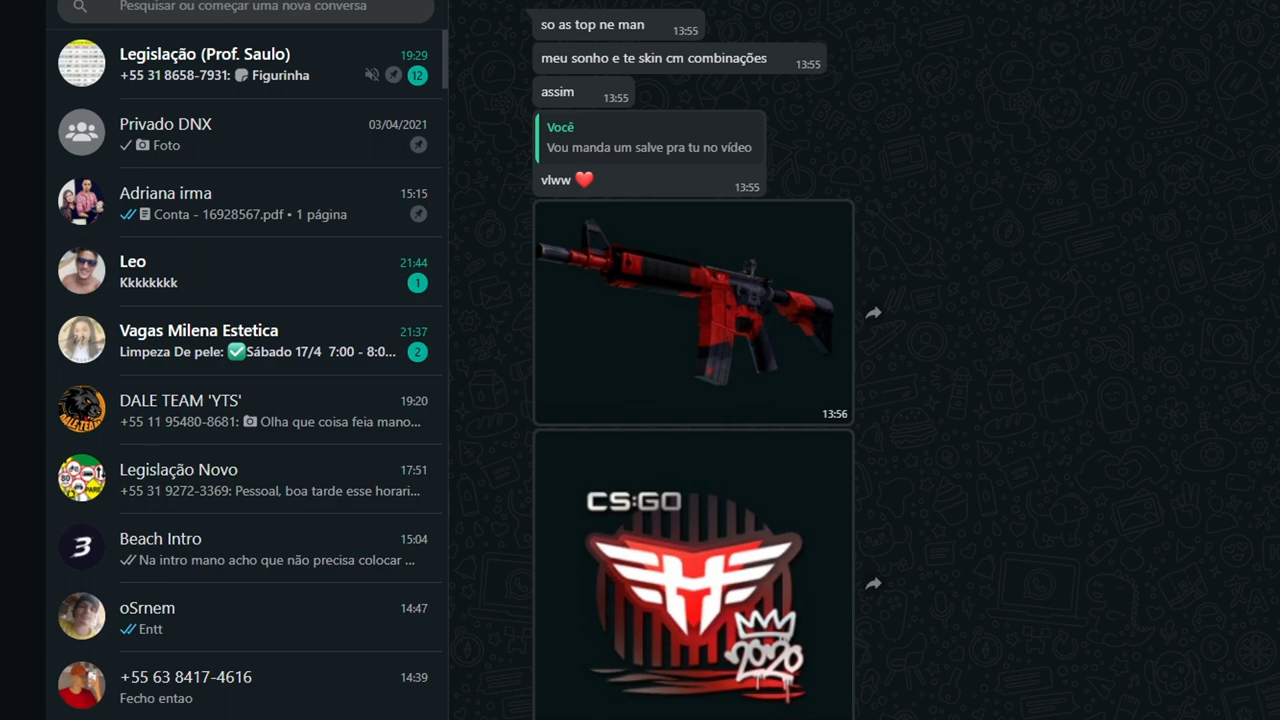 Pesquisar ou começar uma nova conversa
Legislação (Prof. Saulo)
19:29
+55 31 8658-7931: Figurinha
12
Privado DNX
03/04/2021
Foto
Adriana irma
15:15
Conta - 16928567.pdf • 1 página
Leo
21:44
Kkkkkkkk
1
Vagas Milena Estetica
21:37
Limpeza De pele: ✅Sábado 17/4 7:00 - 8:0...
2
DALE TEAM 'YTS'
19:20
+55 11 95480-8681: Olha que coisa feia mano...
Legislação Novo
17:51
+55 31 9272-3369: Pessoal, boa tarde esse horari...
Beach Intro
15:04
Na intro mano acho que não precisa colocar ...
oSrnem
14:47
Entt
+55 63 8417-4616
14:39
Fecho entao
so as top ne man
13:55
meu sonho e te skin cm combinações
13:55
assim
13:55
Você
Vou manda um salve pra tu no vídeo
vlww ❤️
13:55
13:56
CS:GO
2020